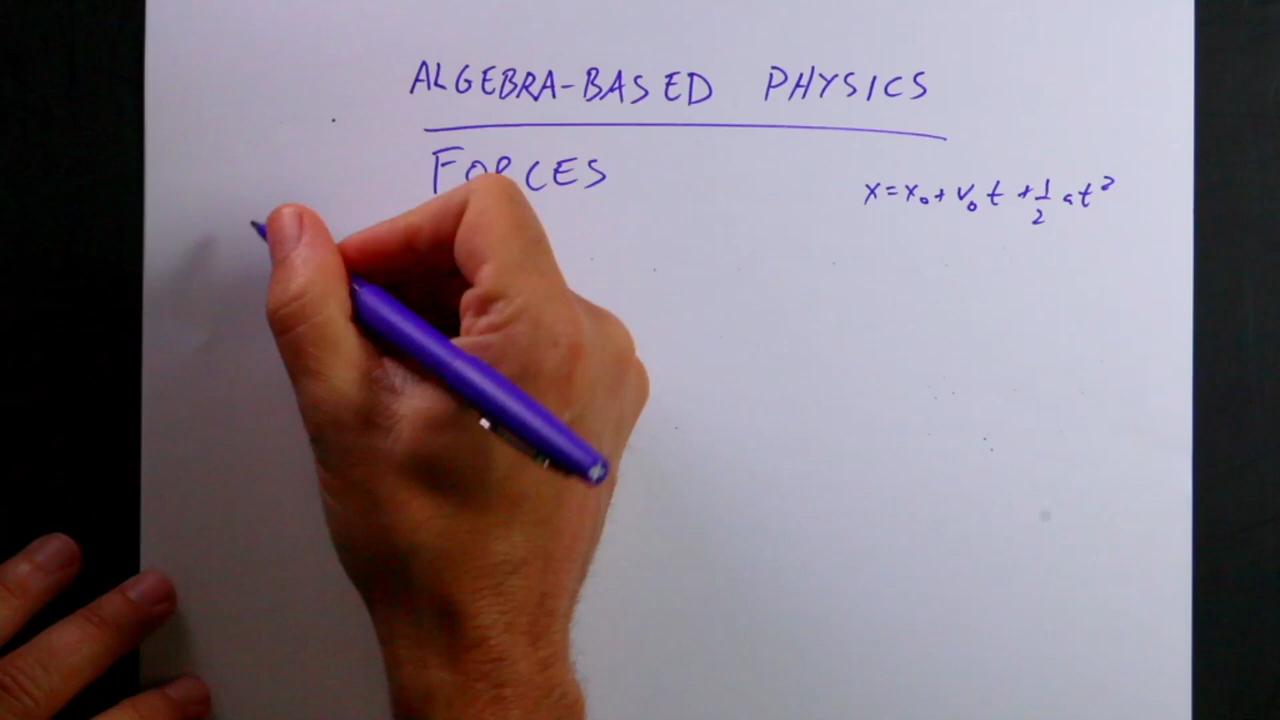 ALGEBRA-BASED PHYSICS
FORCES
x=x₀+v₀t+½at²